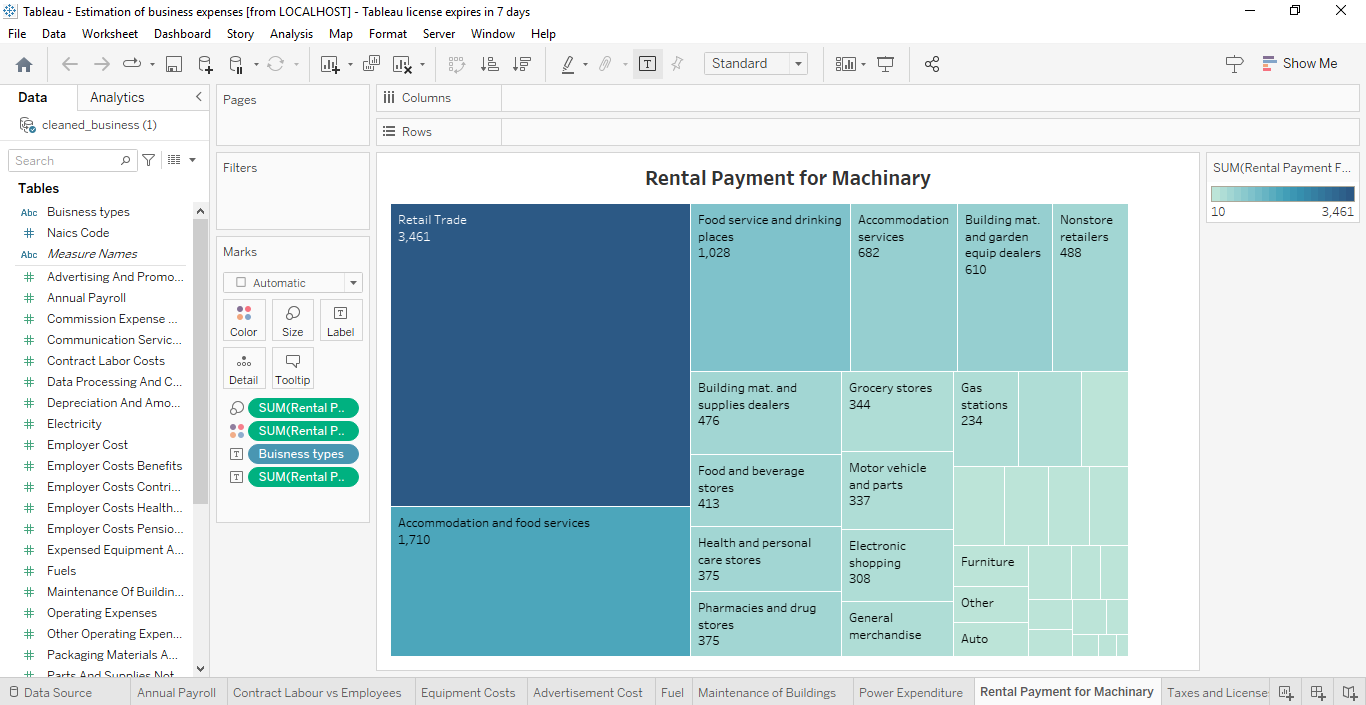 Tableau - Estimation of business expenses [from LOCALHOST] - Tableau license expires in 7 days
File Data Worksheet Dashboard Story Analysis Map Format Server Window Help
Standard
Show Me
Data
Analytics
cleaned_business (1)
Search
Tables
Abc Buisness types
# Naics Code
Abc Measure Names
# Advertising And Promo...
# Annual Payroll
# Commission Expense ...
# Communication Servic...
# Contract Labor Costs
# Data Processing And C...
# Depreciation And Amo...
# Electricity
# Employer Cost
# Employer Costs Benefits
# Employer Costs Contri...
# Employer Costs Health...
# Employer Costs Pensio...
# Expensed Equipment A...
# Fuels
# Maintenance Of Buildin...
# Operating Expenses
# Other Operating Expen...
# Packaging Materials A...
# Parts And Supplies Not
Pages
Filters
Marks
Automatic
Color
Size
Label
Detail
Tooltip
SUM(Rental P..
SUM(Rental P..
Buisness types
SUM(Rental P..
Columns
Rows
Rental Payment for Machinary
Retail Trade
3,461
Accommodation and food services
1,710
Food service and drinking
places
1,028
Accommodation
services
682
Building mat.
and garden
equip dealers
610
Nonstore
retailers
488
Building mat. and
supplies dealers
476
Food and beverage
stores
413
Health and personal
care stores
375
Pharmacies and drug
stores
375
Grocery stores
344
Motor vehicle
and parts
337
Electronic
shopping
308
General
merchandise
Gas
stations
234
Furniture
Other
Auto
SUM(Rental Payment F...
10
3,461
Data Source
Annual Payroll
Contract Labour vs Employees
Equipment Costs
Advertisement Cost
Fuel
Maintenance of Buildings
Power Expenditure
Rental Payment for Machinary
Taxes and License